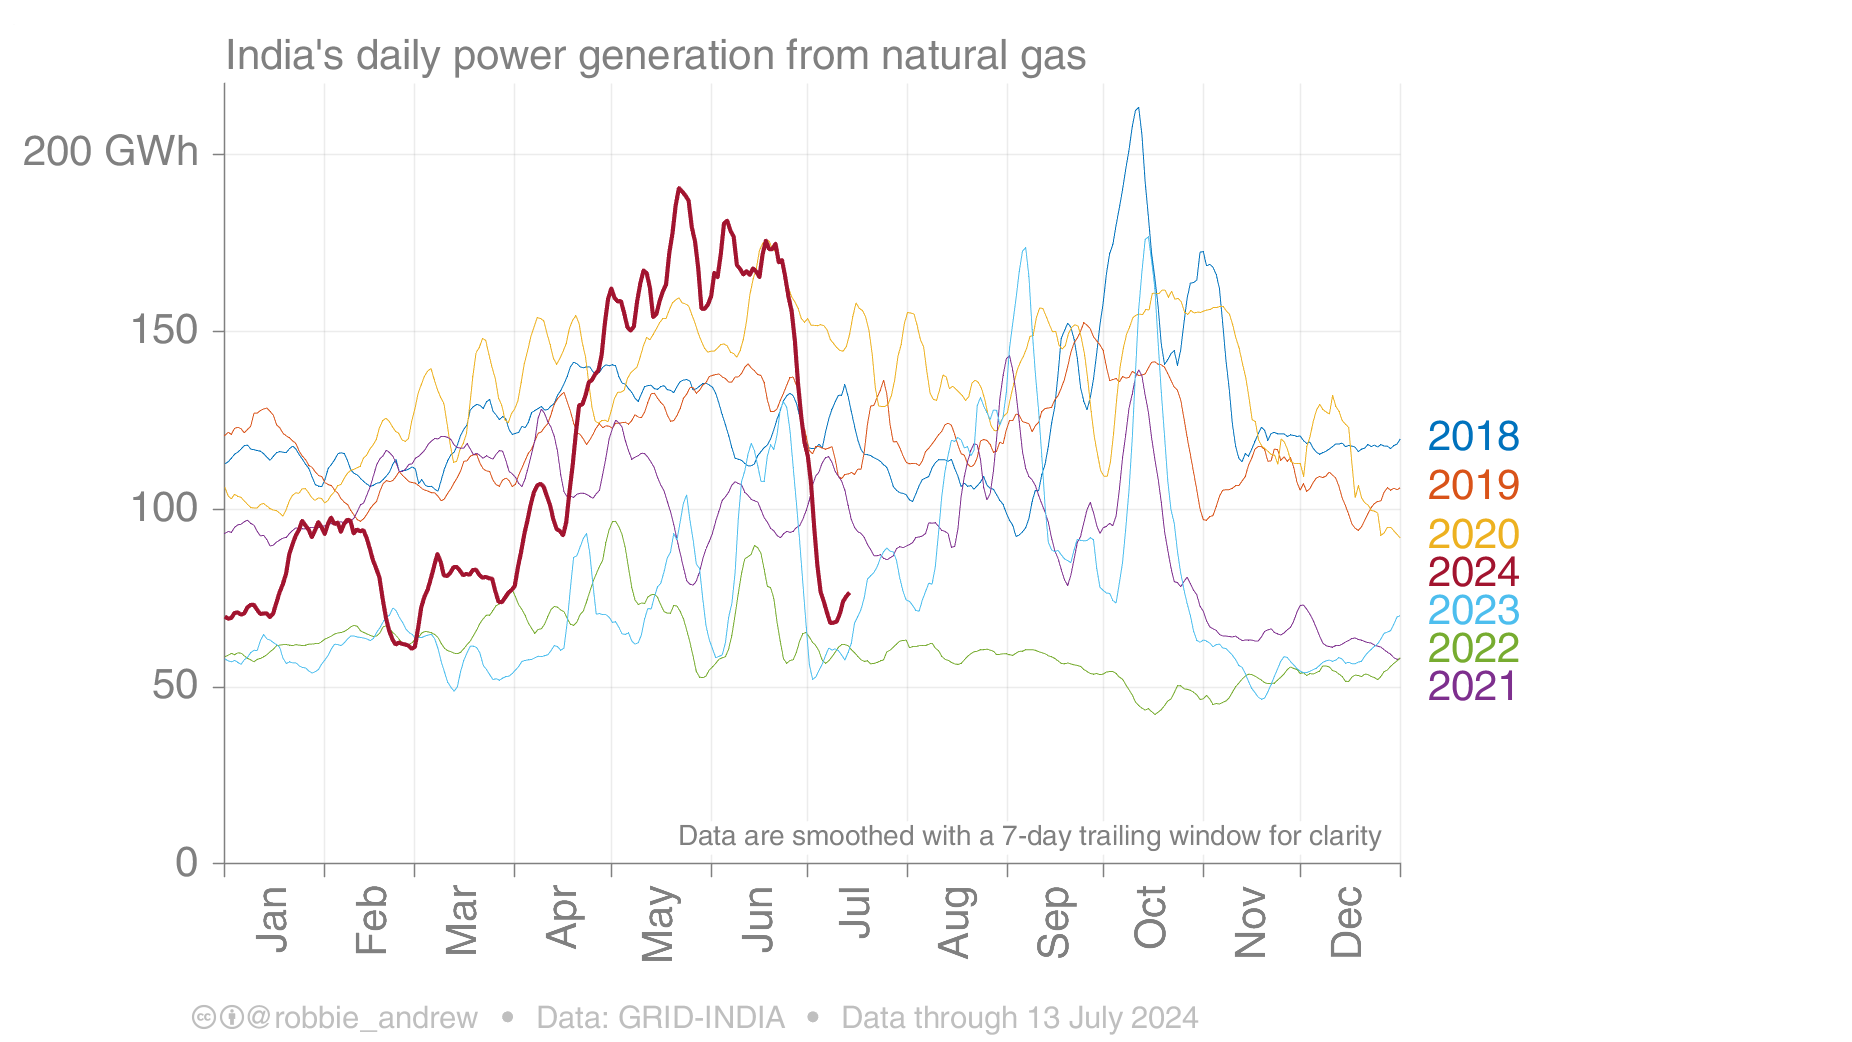 India's daily power generation from natural gas
200 GWh
150
100
50
0
2018
2019
2020
2024
2023
2022
2021
Data are smoothed with a 7-day trailing window for clarity
Jan Feb Mar Apr May Jun Jul Aug Sep Oct Nov Dec
cc @robbie_andrew • Data: GRID-INDIA • Data through 13 July 2024